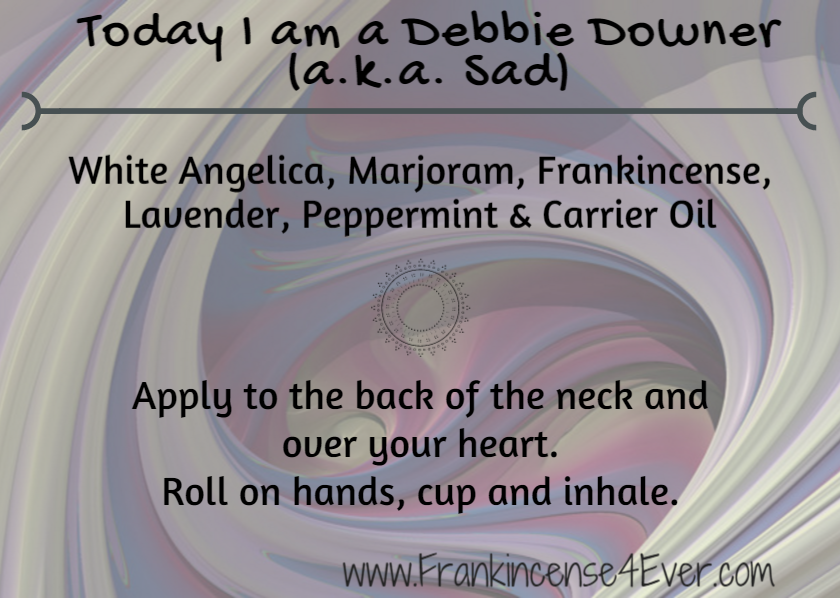 Today I am a Debbie Downer
(a.k.a. Sad)
White Angelica, Marjoram, Frankincense,
Lavender, Peppermint & Carrier Oil
Apply to the back of the neck and
over your heart.
Roll on hands, cup and inhale.
www.Frankincense4Ever.com